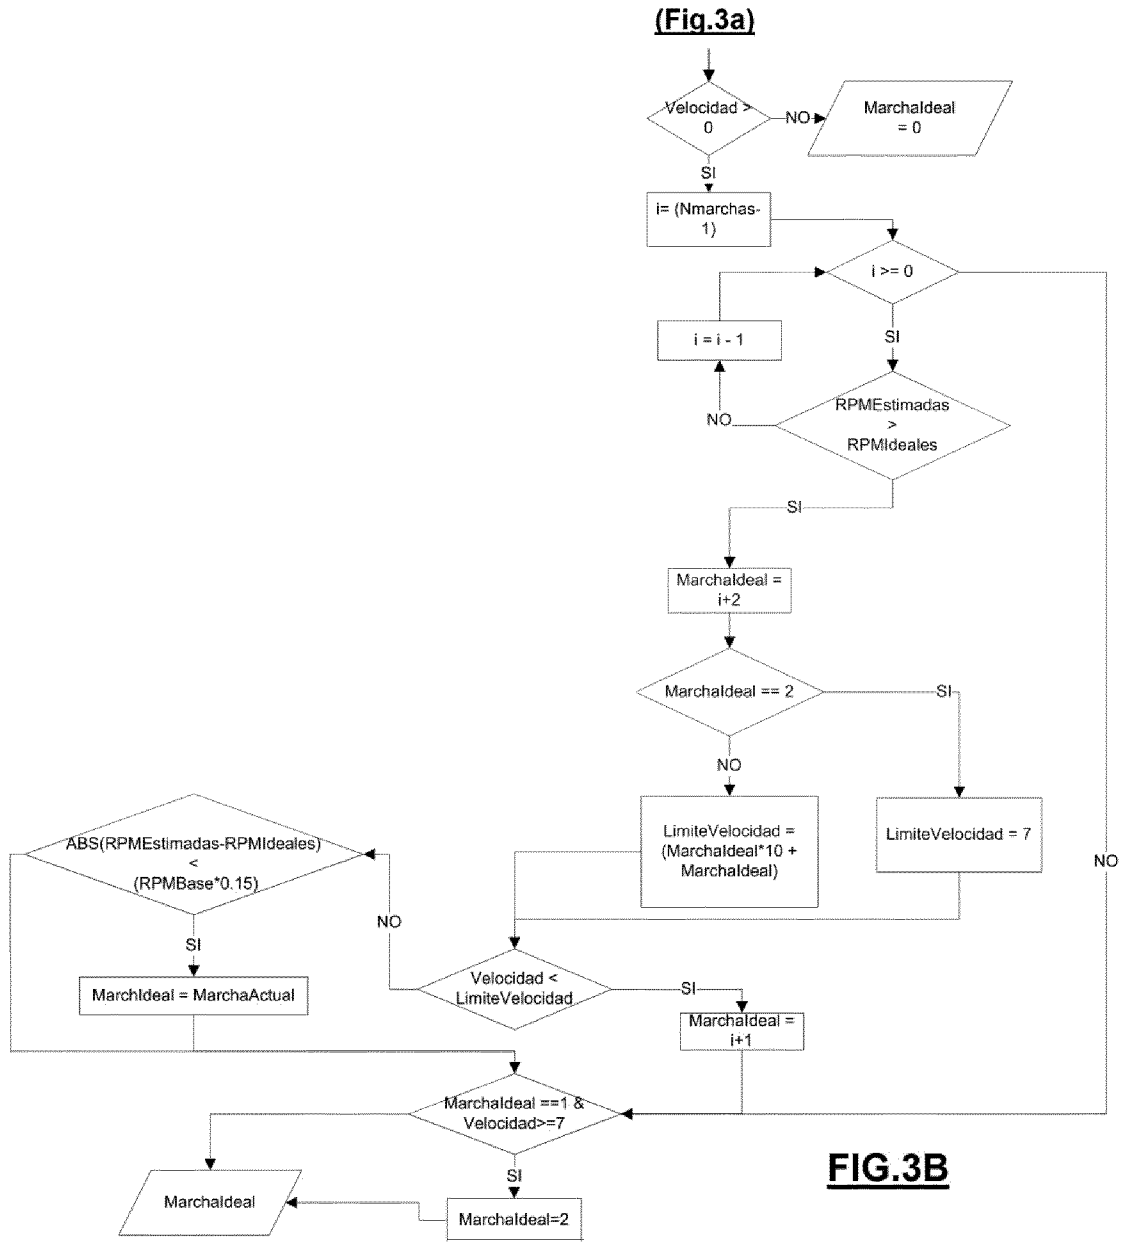 (Fig.3a)
Velocidad >
0
NO
MarchaIdeal
= 0
SI
i= (Nmarchas-
1)
i >= 0
i = i - 1
SI
RPMEstimadas
>
RPMIdeales
NO
SI
MarchaIdeal =
i+2
MarchaIdeal == 2
SI
NO
LimiteVelocidad =
(MarchaIdeal*10 +
MarchaIdeal)
LimiteVelocidad = 7
NO
ABS(RPMEstimadas-RPMIdeales)
<
(RPMBase*0.15)
NO
SI
MarchIdeal = MarchaActual
Velocidad <
LimiteVelocidad
SI
MarchaIdeal =
i+1
MarchaIdeal ==1 &
Velocidad>=7
SI
MarchaIdeal
MarchaIdeal=2
FIG.3B